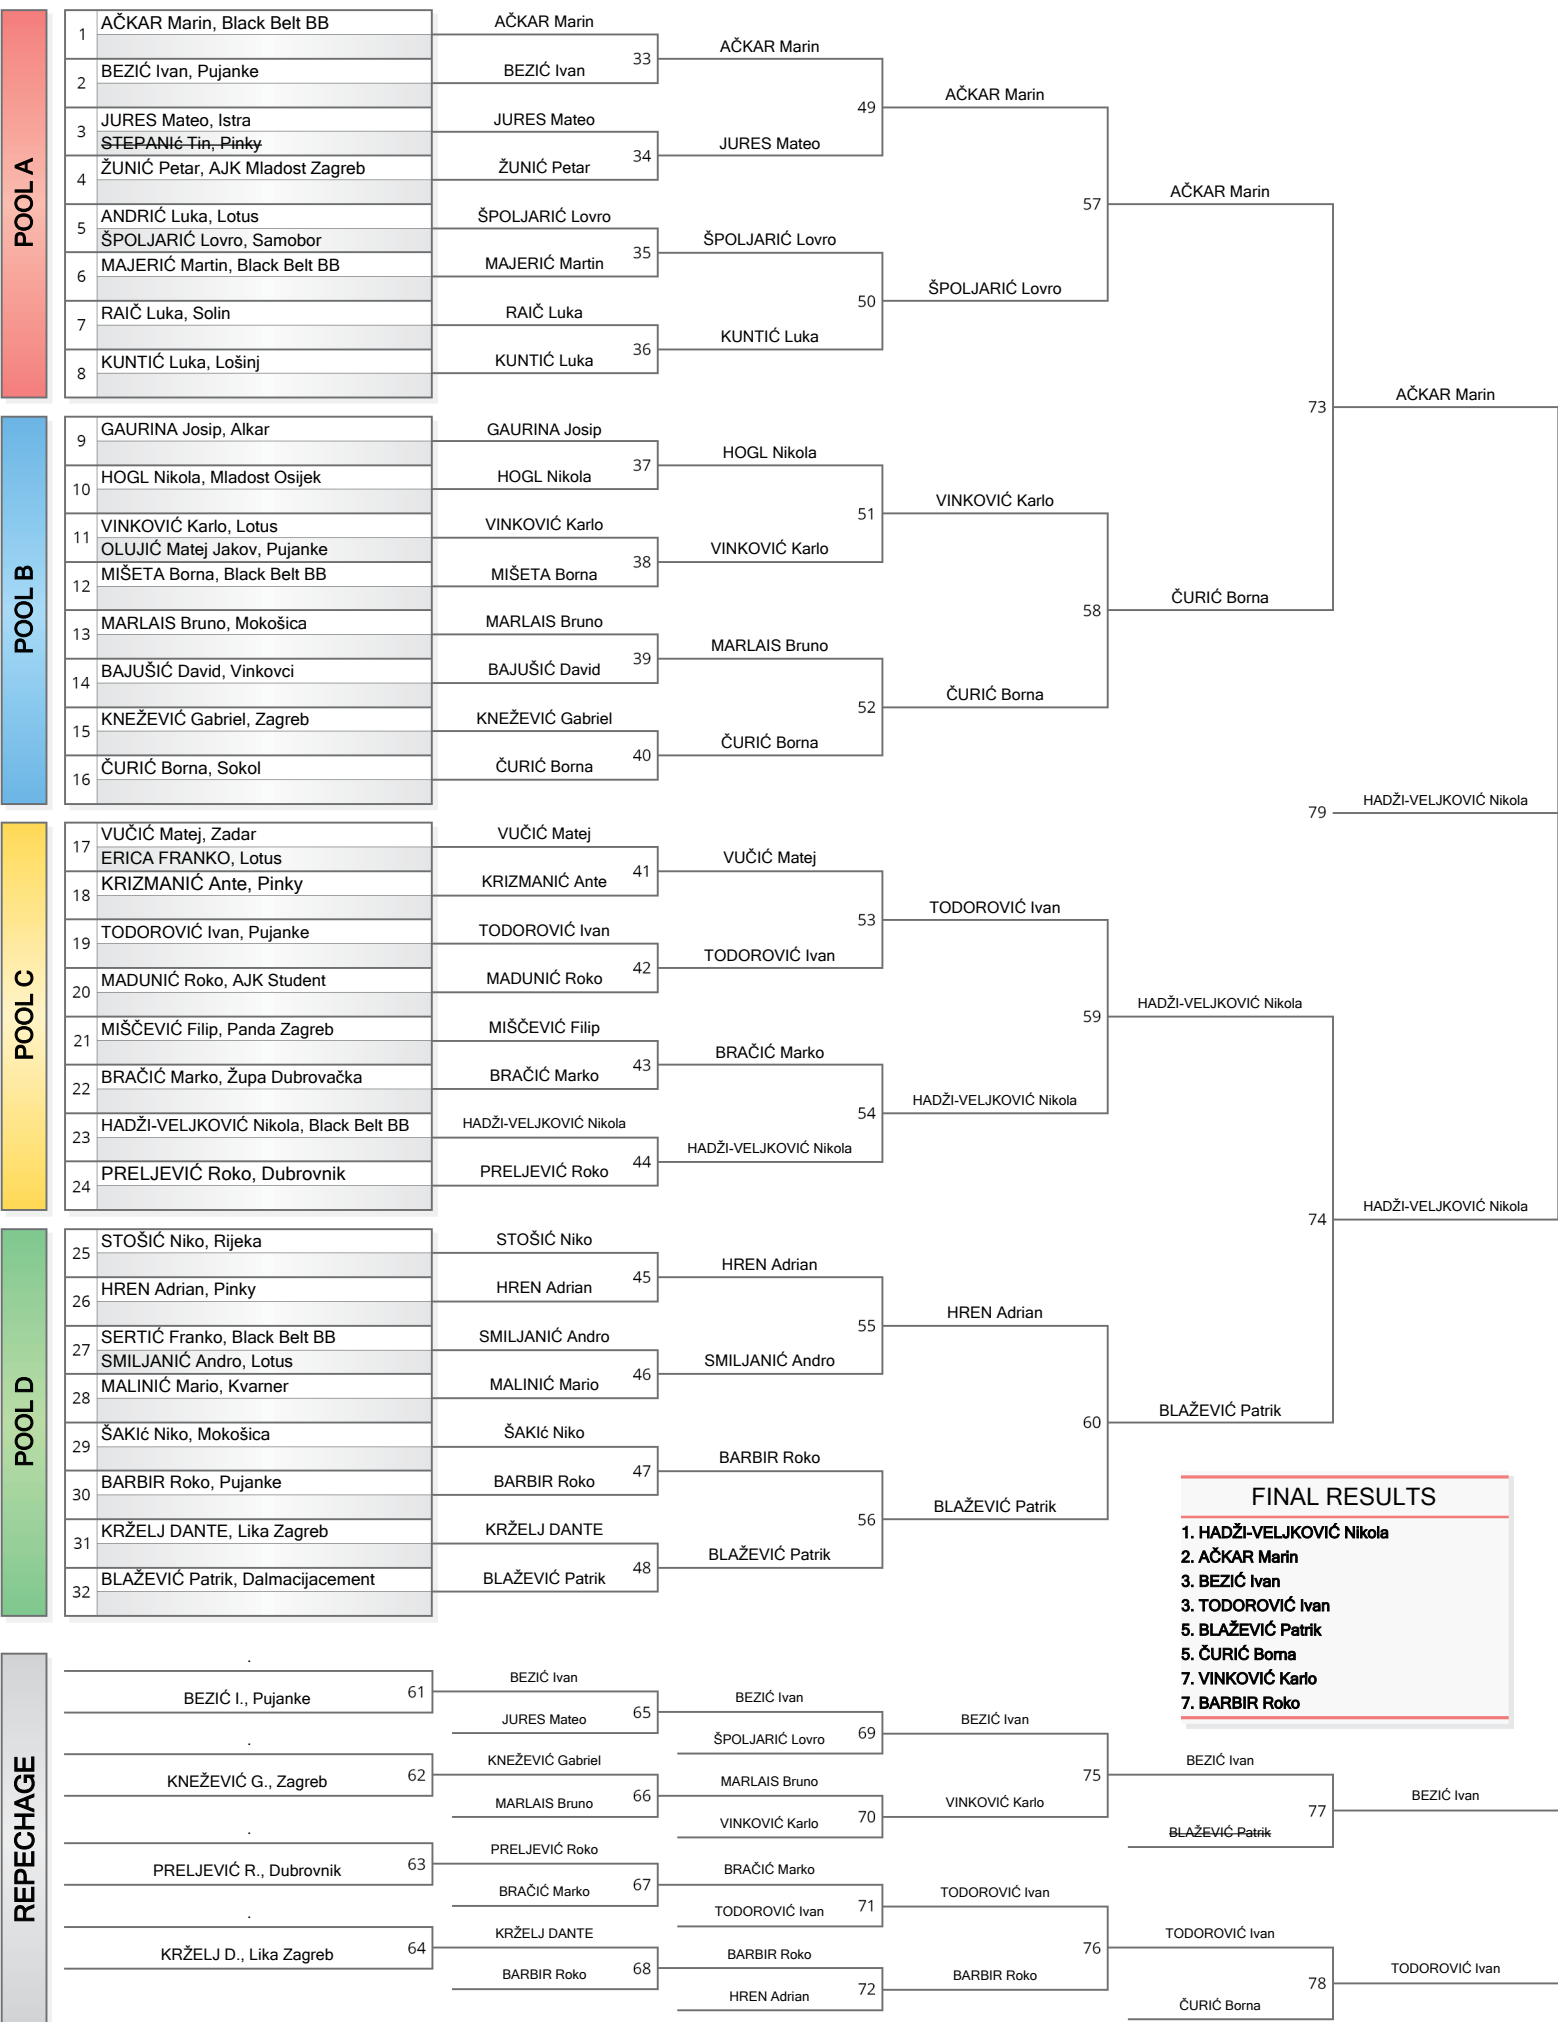 POOL A
1
AČKAR Marin, Black Belt BB
2
BEZIĆ Ivan, Pujanke
3
JURES Mateo, Istra
STEPANIć Tin, Pinky
4
ŽUNIĆ Petar, AJK Mladost Zagreb
5
ANDRIĆ Luka, Lotus
ŠPOLJARIĆ Lovro, Samobor
6
MAJERIĆ Martin, Black Belt BB
7
RAIČ Luka, Solin
8
KUNTIĆ Luka, Lošinj
POOL B
9
GAURINA Josip, Alkar
10
HOGL Nikola, Mladost Osijek
11
VINKOVIĆ Karlo, Lotus
OLUJIĆ Matej Jakov, Pujanke
12
MIŠETA Borna, Black Belt BB
13
MARLAIS Bruno, Mokošica
14
BAJUŠIĆ David, Vinkovci
15
KNEŽEVIĆ Gabriel, Zagreb
16
ČURIĆ Borna, Sokol
POOL C
17
VUČIĆ Matej, Zadar
ERICA FRANKO, Lotus
18
KRIZMANIĆ Ante, Pinky
19
TODOROVIĆ Ivan, Pujanke
20
MADUNIĆ Roko, AJK Student
21
MIŠČEVIĆ Filip, Panda Zagreb
22
BRAČIĆ Marko, Župa Dubrovačka
23
HADŽI-VELJKOVIĆ Nikola, Black Belt BB
24
PRELJEVIĆ Roko, Dubrovnik
POOL D
25
STOŠIĆ Niko, Rijeka
26
HREN Adrian, Pinky
27
SERTIĆ Franko, Black Belt BB
SMILJANIĆ Andro, Lotus
28
MALINIĆ Mario, Kvarner
29
ŠAKIć Niko, Mokošica
30
BARBIR Roko, Pujanke
31
KRŽELJ DANTE, Lika Zagreb
32
BLAŽEVIĆ Patrik, Dalmacijacement
AČKAR Marin
BEZIĆ Ivan
33
JURES Mateo
ŽUNIĆ Petar
34
ŠPOLJARIĆ Lovro
MAJERIĆ Martin
35
RAIČ Luka
KUNTIĆ Luka
36
GAURINA Josip
HOGL Nikola
37
VINKOVIĆ Karlo
MIŠETA Borna
38
MARLAIS Bruno
BAJUŠIĆ David
39
KNEŽEVIĆ Gabriel
ČURIĆ Borna
40
VUČIĆ Matej
KRIZMANIĆ Ante
41
TODOROVIĆ Ivan
MADUNIĆ Roko
42
MIŠČEVIĆ Filip
BRAČIĆ Marko
43
HADŽI-VELJKOVIĆ Nikola
PRELJEVIĆ Roko
44
STOŠIĆ Niko
HREN Adrian
45
SMILJANIĆ Andro
MALINIĆ Mario
46
ŠAKIć Niko
BARBIR Roko
47
KRŽELJ DANTE
BLAŽEVIĆ Patrik
48
AČKAR Marin
JURES Mateo
49
ŠPOLJARIĆ Lovro
KUNTIĆ Luka
50
HOGL Nikola
VINKOVIĆ Karlo
51
MARLAIS Bruno
ČURIĆ Borna
52
VUČIĆ Matej
TODOROVIĆ Ivan
53
BRAČIĆ Marko
HADŽI-VELJKOVIĆ Nikola
54
HREN Adrian
SMILJANIĆ Andro
55
BARBIR Roko
BLAŽEVIĆ Patrik
56
AČKAR Marin
ŠPOLJARIĆ Lovro
57
VINKOVIĆ Karlo
ČURIĆ Borna
58
TODOROVIĆ Ivan
HADŽI-VELJKOVIĆ Nikola
59
HREN Adrian
BLAŽEVIĆ Patrik
60
AČKAR Marin
ČURIĆ Borna
73
HADŽI-VELJKOVIĆ Nikola
BLAŽEVIĆ Patrik
74
AČKAR Marin
79
HADŽI-VELJKOVIĆ Nikola
HADŽI-VELJKOVIĆ Nikola
FINAL RESULTS
1. HADŽI-VELJKOVIĆ Nikola
2. AČKAR Marin
3. BEZIĆ Ivan
3. TODOROVIĆ Ivan
5. BLAŽEVIĆ Patrik
5. ČURIĆ Borna
7. VINKOVIĆ Karlo
7. BARBIR Roko
REPECHAGE
.
BEZIĆ I., Pujanke
61
.
KNEŽEVIĆ G., Zagreb
62
.
PRELJEVIĆ R., Dubrovnik
63
.
KRŽELJ D., Lika Zagreb
64
BEZIĆ Ivan
JURES Mateo
65
KNEŽEVIĆ Gabriel
MARLAIS Bruno
66
PRELJEVIĆ Roko
BRAČIĆ Marko
67
KRŽELJ DANTE
BARBIR Roko
68
BEZIĆ Ivan
ŠPOLJARIĆ Lovro
69
MARLAIS Bruno
VINKOVIĆ Karlo
70
BRAČIĆ Marko
TODOROVIĆ Ivan
71
BARBIR Roko
HREN Adrian
72
BEZIĆ Ivan
VINKOVIĆ Karlo
75
TODOROVIĆ Ivan
BARBIR Roko
76
BEZIĆ Ivan
BLAŽEVIĆ Patrik
77
TODOROVIĆ Ivan
ČURIĆ Borna
78
BEZIĆ Ivan
TODOROVIĆ Ivan